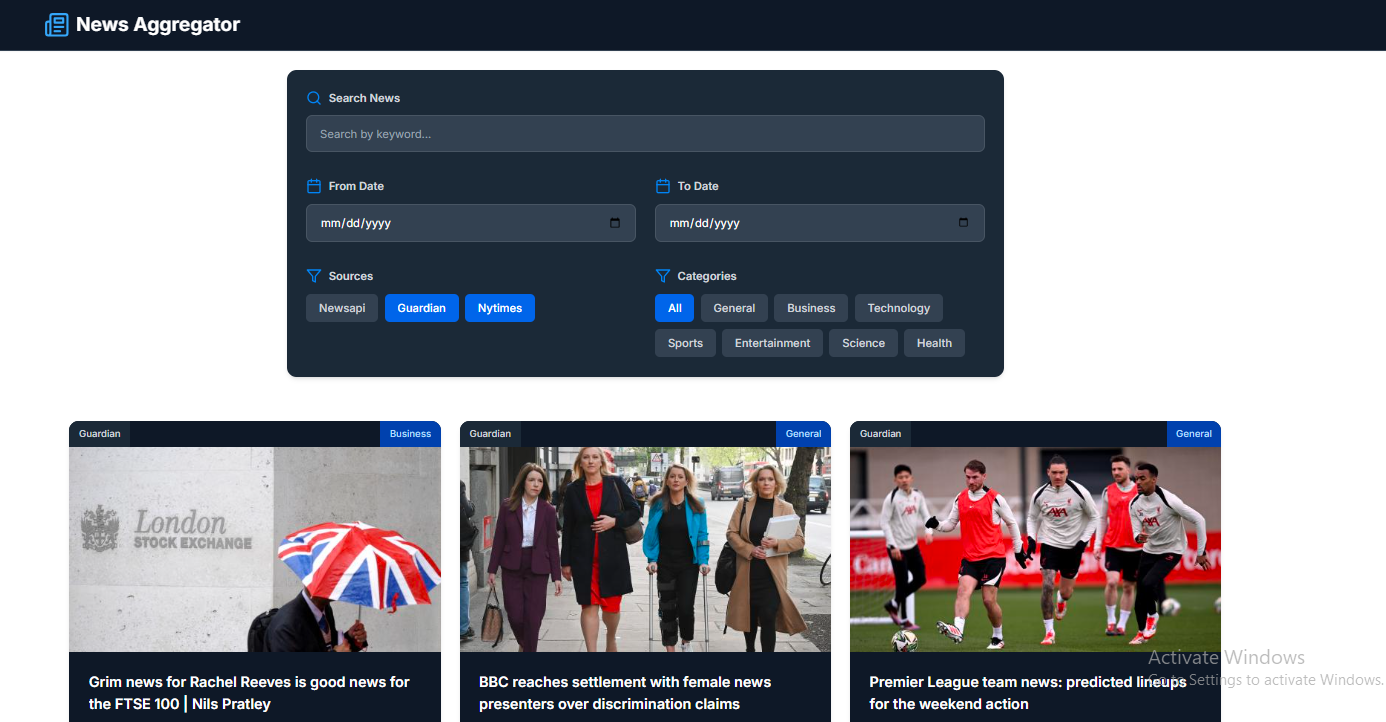 News Aggregator
Search News
Search by keyword...
From Date
To Date
mm/dd/yyyy
mm/dd/yyyy
Sources
Categories
Newsapi
Guardian
Nytimes
All
General
Business
Technology
Sports
Entertainment
Science
Health
Guardian
Business
London
STOCK EXCHANGE
Grim news for Rachel Reeves is good news for
the FTSE 100 | Nils Pratley
Guardian
General
BBC reaches settlement with female news
presenters over discrimination claims
Guardian
General
AXA
AXA
Premier League team news: predicted lineups
for the weekend action
Activate Windows
Go to Settings to activate Windows.